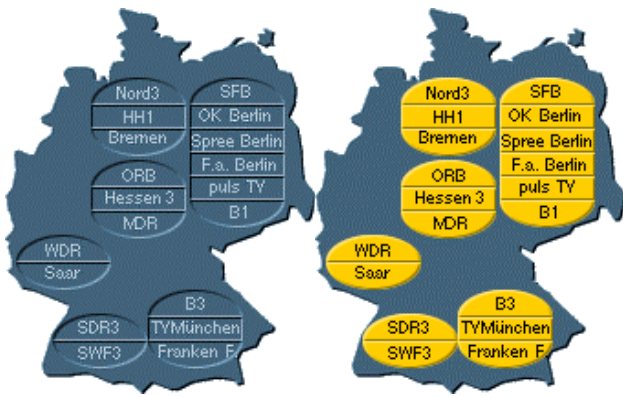 Nord3
HH1
Bremen
SFB
OK Berlin
Spree Berlin
F.a. Berlin
puls TY
B1
ORB
Hessen 3
MDR
WDR
Saar
SDR3
SWF3
B3
TYMünchen
Franken F.
Nord3
HH1
Bremen
SFB
OK Berlin
Spree Berlin
F.a. Berlin
puls TY
B1
ORB
Hessen 3
MDR
WDR
Saar
SDR3
SWF3
B3
TYMünchen
Franken F.